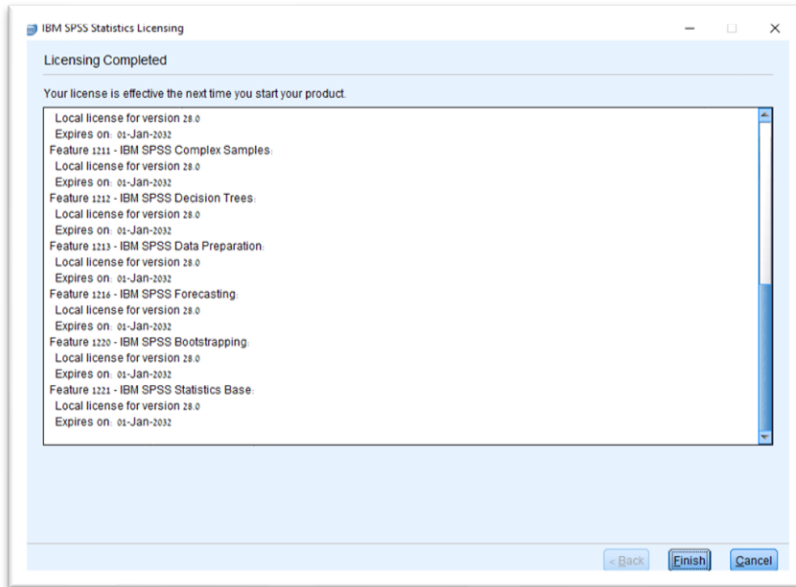 IBM SPSS Statistics Licensing
Licensing Completed
Your license is effective the next time you start your product.
Local license for version 28.0
Expires on: 01-Jan-2032
Feature 1211 - IBM SPSS Complex Samples:
Local license for version 28.0
Expires on: 01-Jan-2032
Feature 1212 - IBM SPSS Decision Trees:
Local license for version 28.0
Expires on: 01-Jan-2032
Feature 1213 - IBM SPSS Data Preparation:
Local license for version 28.0
Expires on: 01-Jan-2032
Feature 1216 - IBM SPSS Forecasting:
Local license for version 28.0
Expires on: 01-Jan-2032
Feature 1220 - IBM SPSS Bootstrapping:
Local license for version 28.0
Expires on: 01-Jan-2032
Feature 1221 - IBM SPSS Statistics Base:
Local license for version 28.0
Expires on: 01-Jan-2032
< Back Finish Cancel